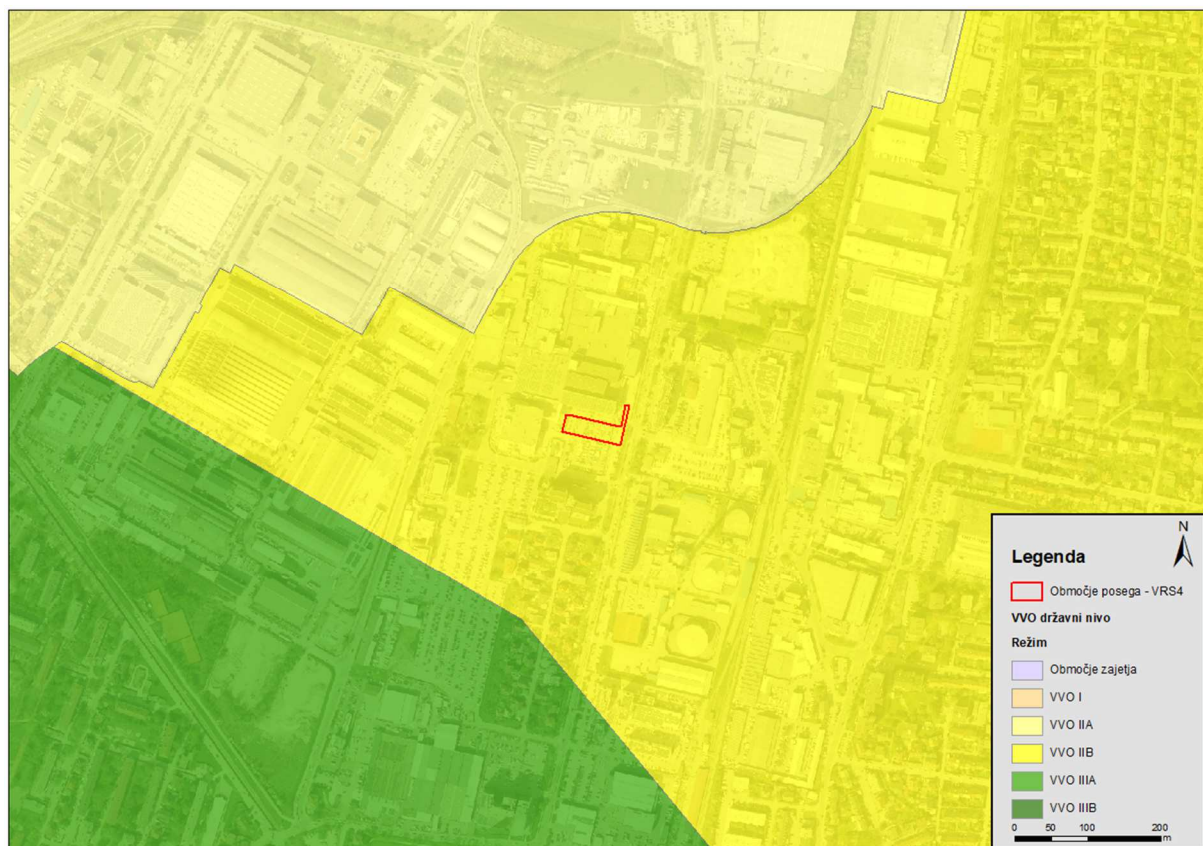 N
Legenda
Območje posega - VRS4
VVO državni nivo
Režim
Območje zajetja
VVO I
VVO IIA
VVO IIB
VVO IIIA
VVO IIIB
0 50 100 200
m